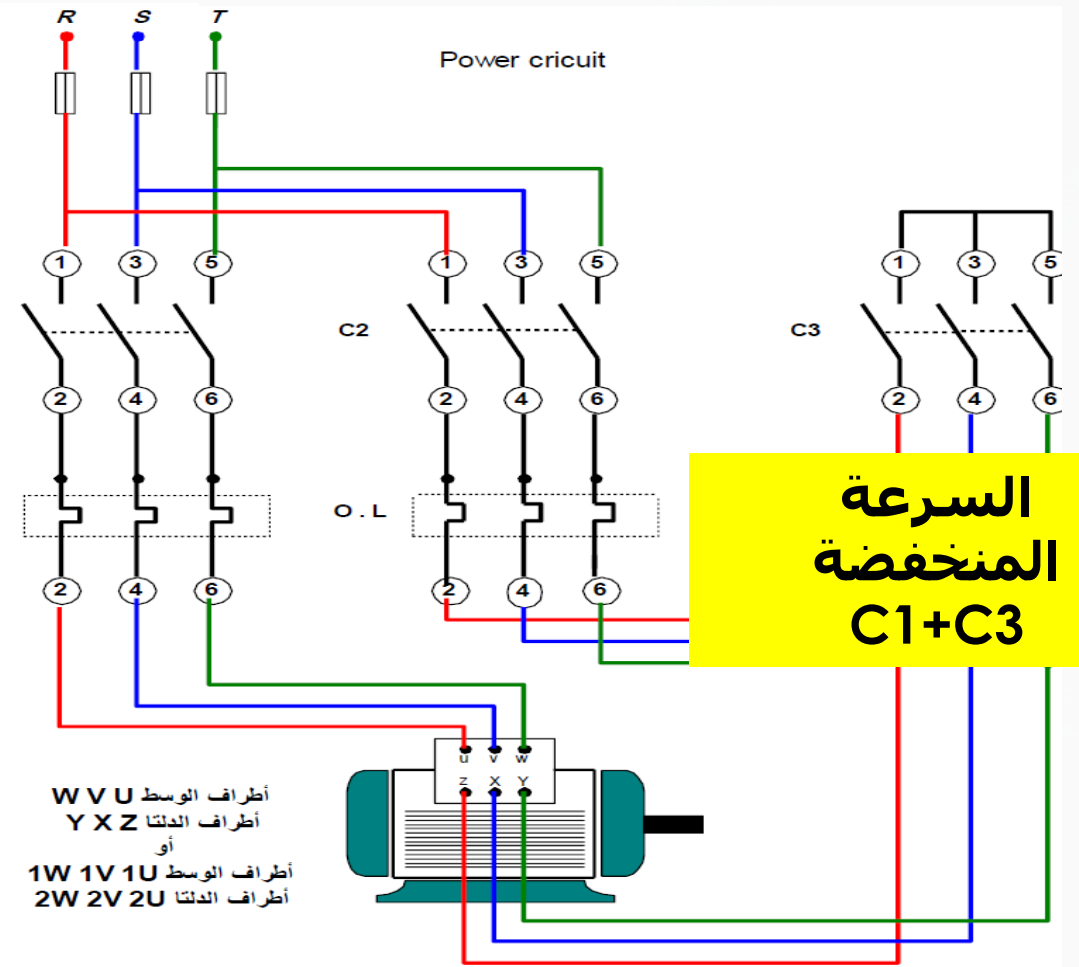 R S T
Power cricuit
1 3 5 1 3 5 1 3 5
C2 C3
2 4 6 2 4 6 2 4 6
O . L
السرعة
المنخفضة
C1+C3
2 4 6 2 4 6
u v w
z X Y
أطراف الوسط W V U
أطراف الدلتا Y X Z
أو
أطراف الوسط 1W 1V 1U
أطراف الدلتا 2W 2V 2U